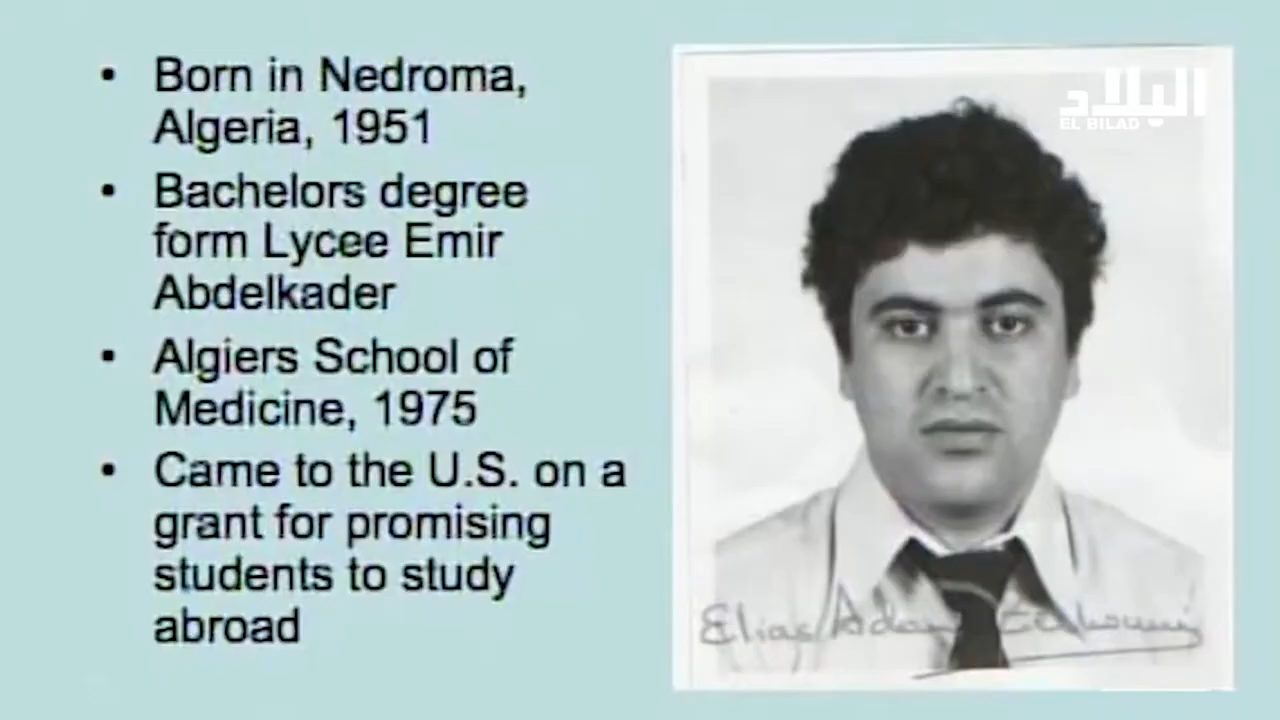 • Born in Nedroma,
Algeria, 1951
• Bachelors degree
form Lycee Emir
Abdelkader
• Algiers School of
Medicine, 1975
• Came to the U.S. on a
grant for promising
students to study
abroad
البلاد
EL BILAD
Elias Adam